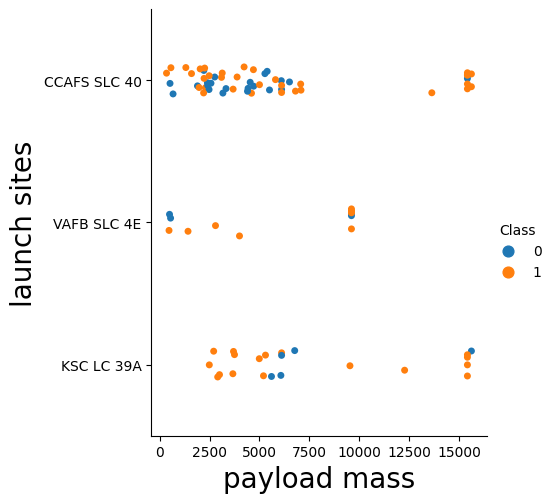 CCAFS SLC 40
VAFB SLC 4E
KSC LC 39A
launch sites
0 2500 5000 7500 10000 12500 15000
payload mass
Class
0
1